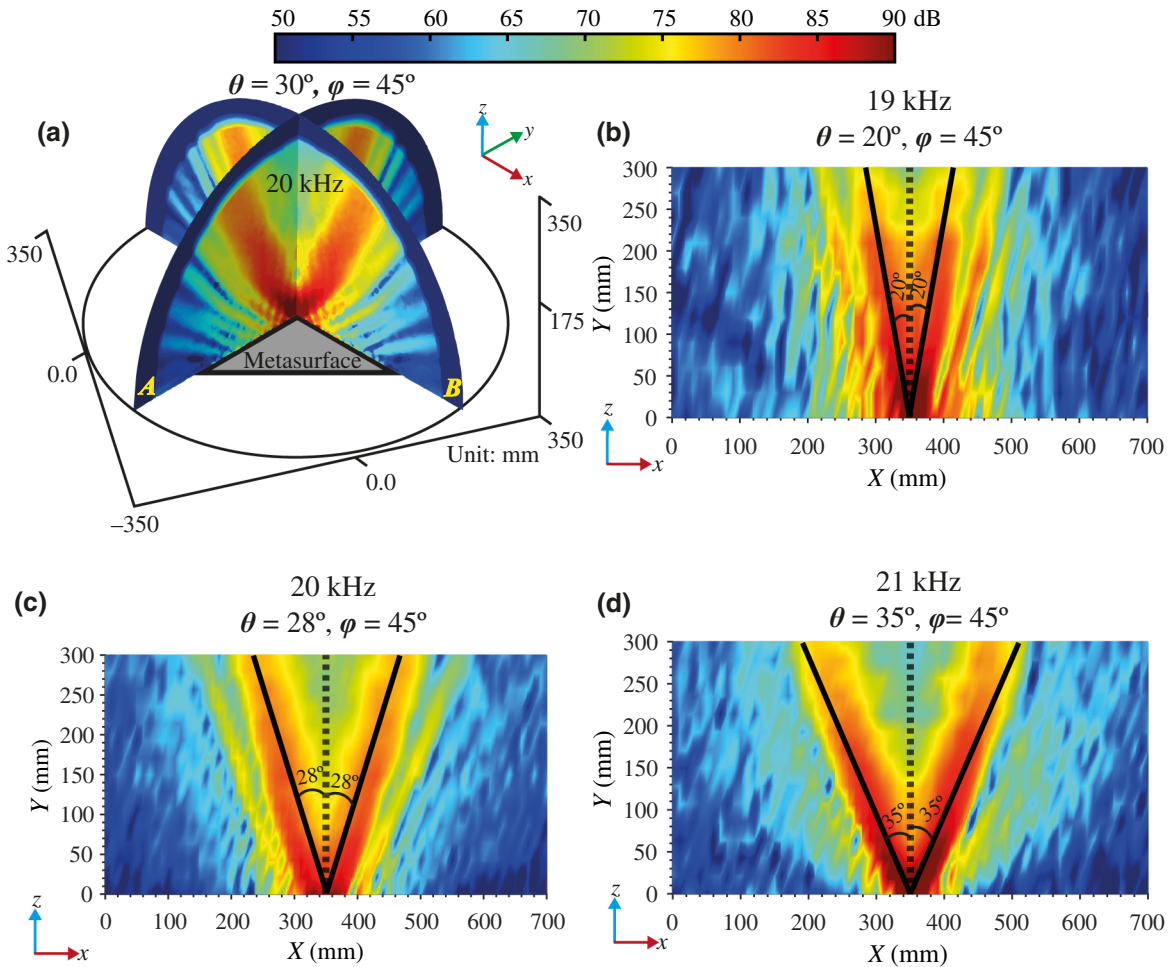 50 55 60 65 70 75 80 85 90 dB
(a)
θ = 30º, φ = 45º
20 kHz
Metasurface
A
B
z
y
x
350
0.0
−350
0.0
350
175
350
Unit: mm
(b)
19 kHz
θ = 20º, φ = 45º
20º 20º
Y (mm)
300
250
200
150
100
50
0
0 100 200 300 400 500 600 700
X (mm)
z
x
(c)
20 kHz
θ = 28º, φ = 45º
28º 28º
Y (mm)
300
250
200
150
100
50
0
0 100 200 300 400 500 600 700
X (mm)
z
x
(d)
21 kHz
θ = 35º, φ= 45º
35º 35º
Y (mm)
300
250
200
150
100
50
0
0 100 200 300 400 500 600 700
X (mm)
z
x